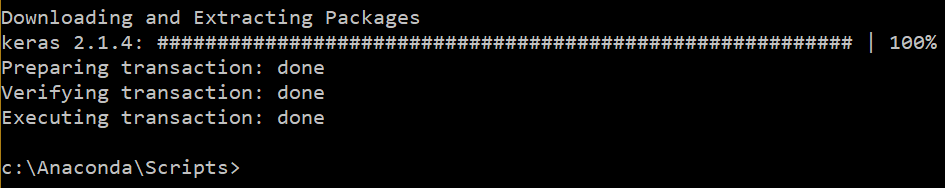 Downloading and Extracting Packages
keras 2.1.4: ########################################################## | 100%
Preparing transaction: done
Verifying transaction: done
Executing transaction: done
c:\Anaconda\Scripts>